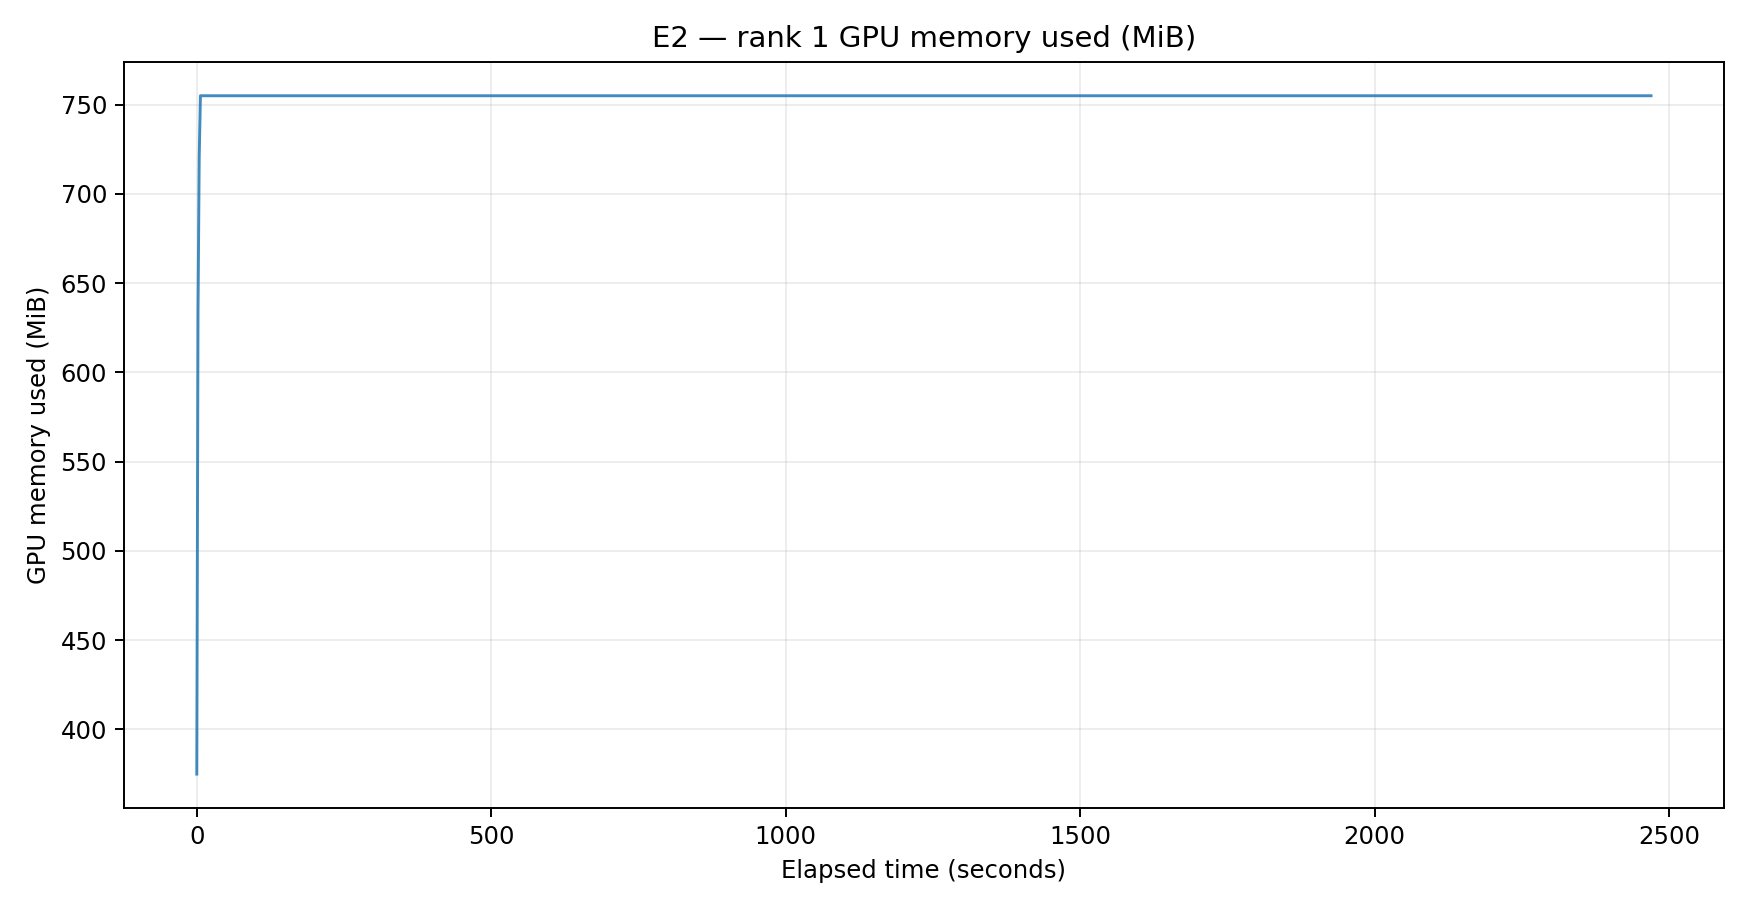 E2 — rank 1 GPU memory used (MiB)
GPU memory used (MiB)
750
700
650
600
550
500
450
400
0 500 1000 1500 2000 2500
Elapsed time (seconds)